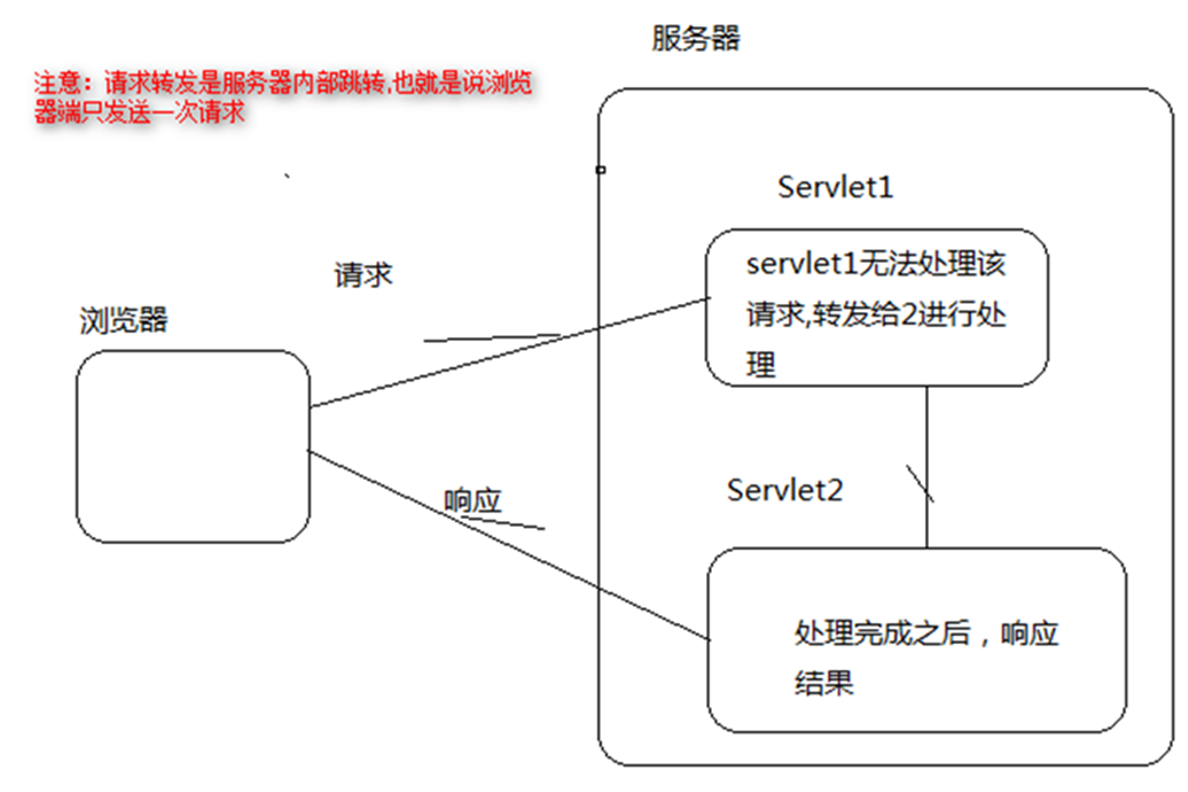 服务器
注意：请求转发是服务器内部跳转,也就是说浏览
器端只发送一次请求
Servlet1
请求
servlet1无法处理该
请求,转发给2进行处
理
浏览器
Servlet2
响应
处理完成之后，响应
结果